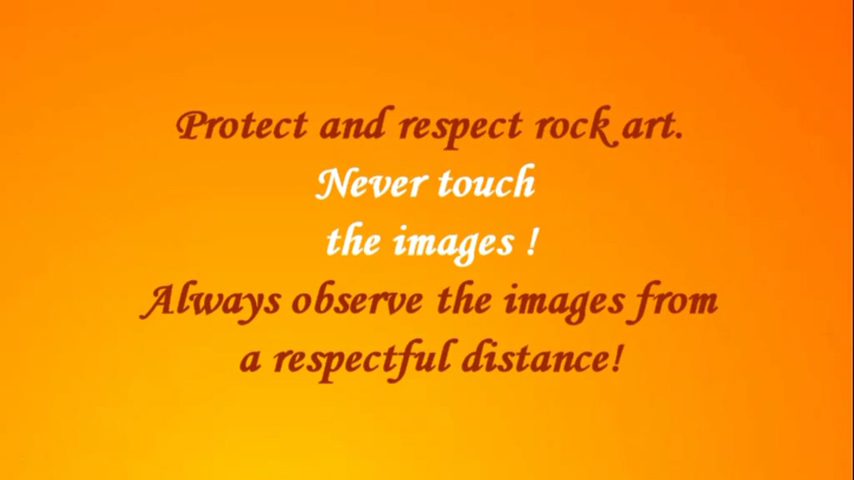 Protect and respect rock art.
Never touch
the images !
Always observe the images from
a respectful distance!